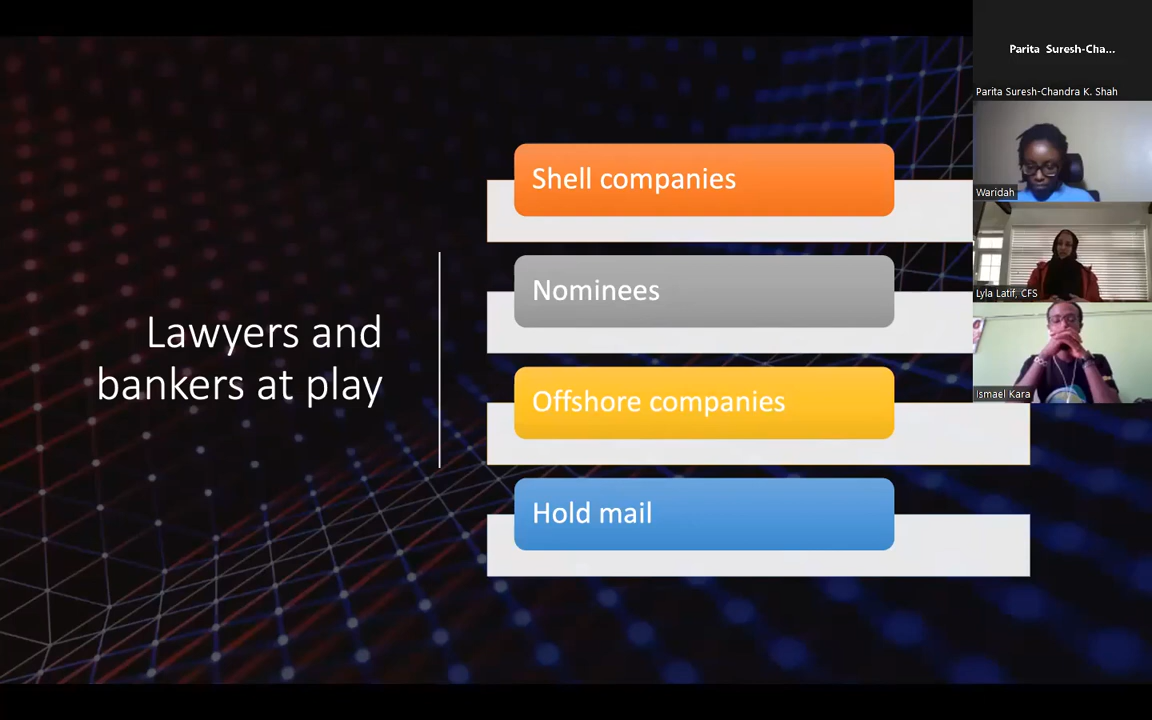 Lawyers and
bankers at play
Shell companies
Nominees
Offshore companies
Hold mail
Parita Suresh-Cha...
Parita Suresh-Chandra K. Shah
Waridah
Lyla Latif, CFS
Ismael Kara